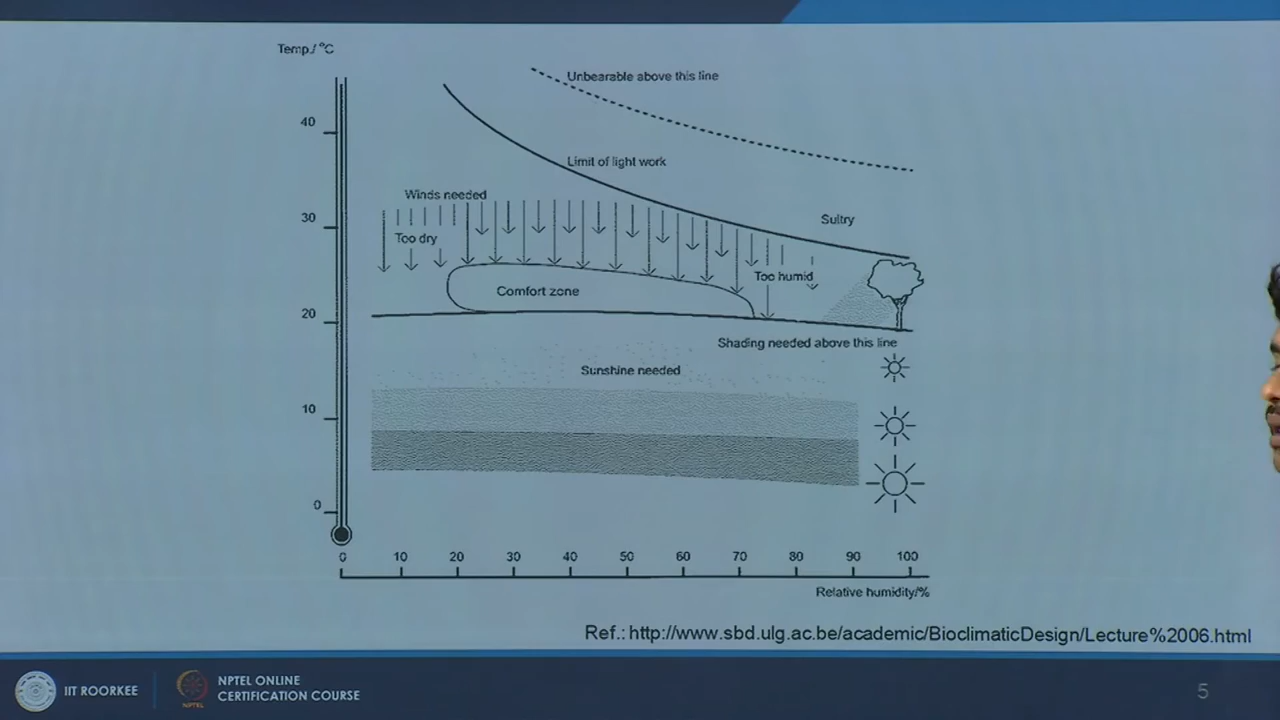 Temp./ °C
Unbearable above this line
40
Limit of light work
Winds needed
30
Sultry
Too dry
Too humid
Comfort zone
20
Shading needed above this line
Sunshine needed
10
0
0 10 20 30 40 50 60 70 80 90 100
Relative humidity/%
Ref.: http://www.sbd.ulg.ac.be/academic/BioclimaticDesign/Lecture%2006.html
IIT ROORKEE
NPTEL
NPTEL ONLINE
CERTIFICATION COURSE
5